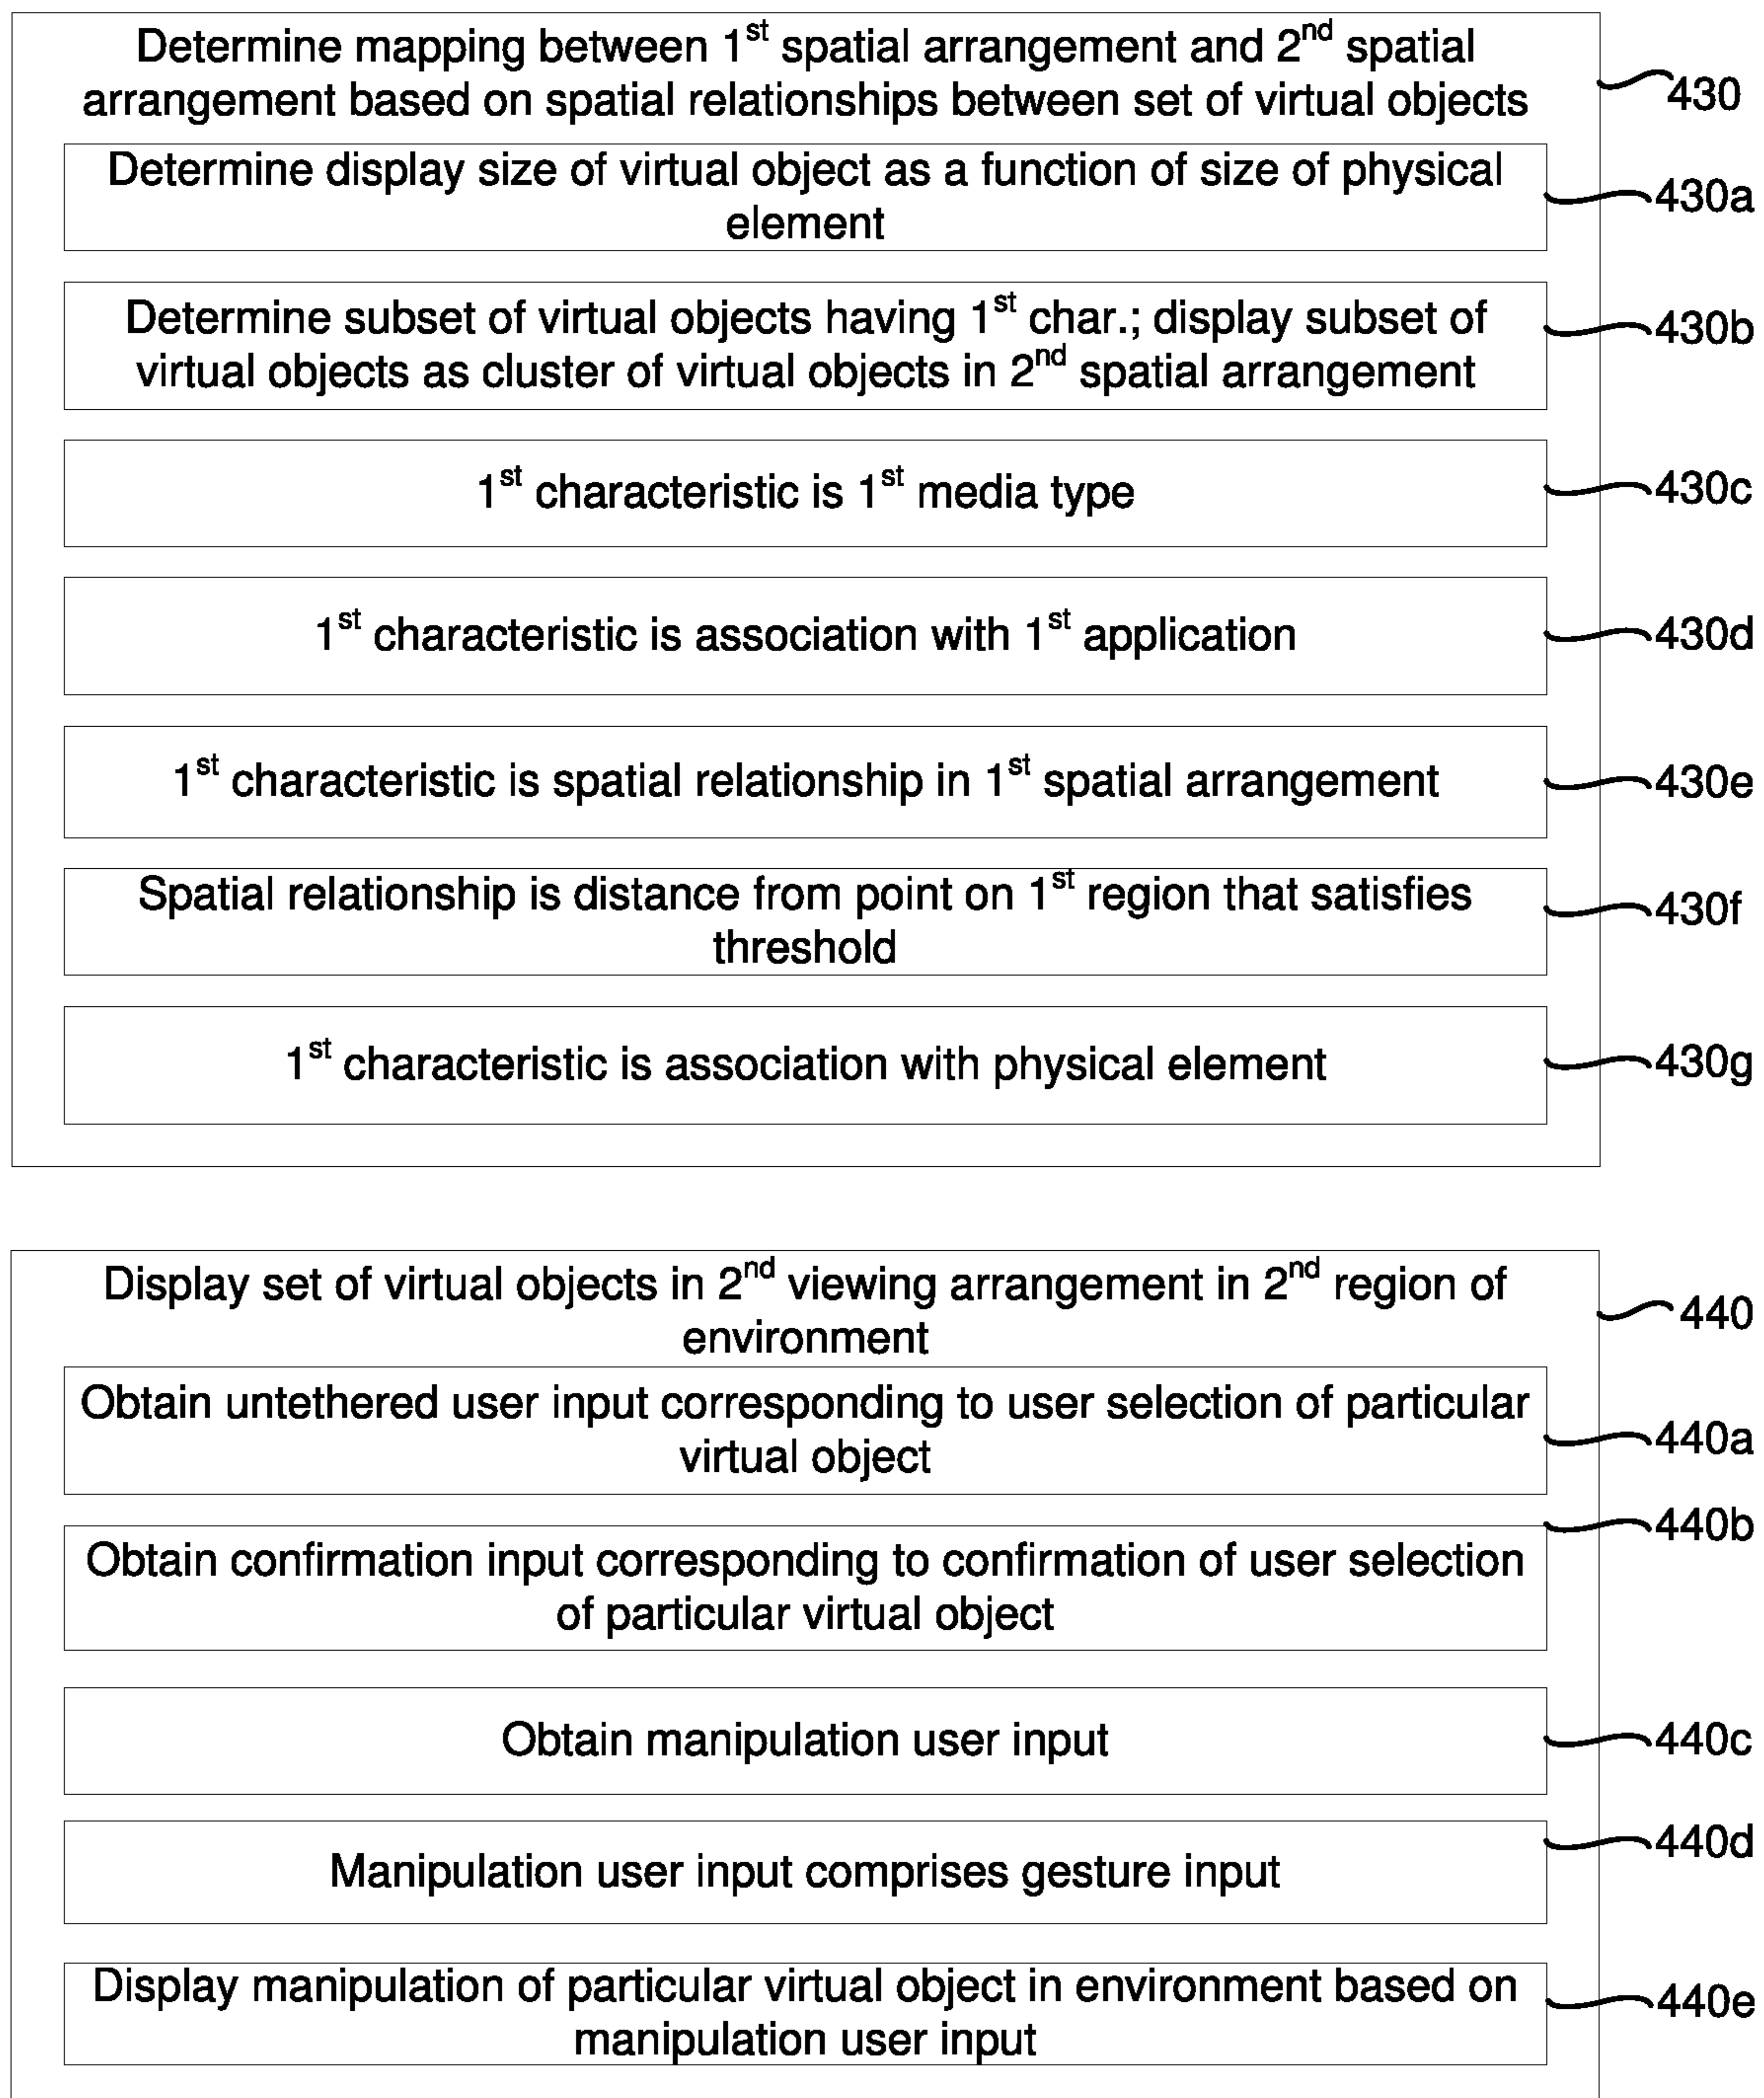 Determine mapping between 1st spatial arrangement and 2nd spatial
arrangement based on spatial relationships between set of virtual objects
430
Determine display size of virtual object as a function of size of physical
element
430a
Determine subset of virtual objects having 1st char.; display subset of
virtual objects as cluster of virtual objects in 2nd spatial arrangement
430b
1st characteristic is 1st media type
430c
1st characteristic is association with 1st application
430d
1st characteristic is spatial relationship in 1st spatial arrangement
430e
Spatial relationship is distance from point on 1st region that satisfies
threshold
430f
1st characteristic is association with physical element
430g
Display set of virtual objects in 2nd viewing arrangement in 2nd region of
environment
440
Obtain untethered user input corresponding to user selection of particular
virtual object
440a
Obtain confirmation input corresponding to confirmation of user selection
of particular virtual object
440b
Obtain manipulation user input
440c
Manipulation user input comprises gesture input
440d
Display manipulation of particular virtual object in environment based on
manipulation user input
440e